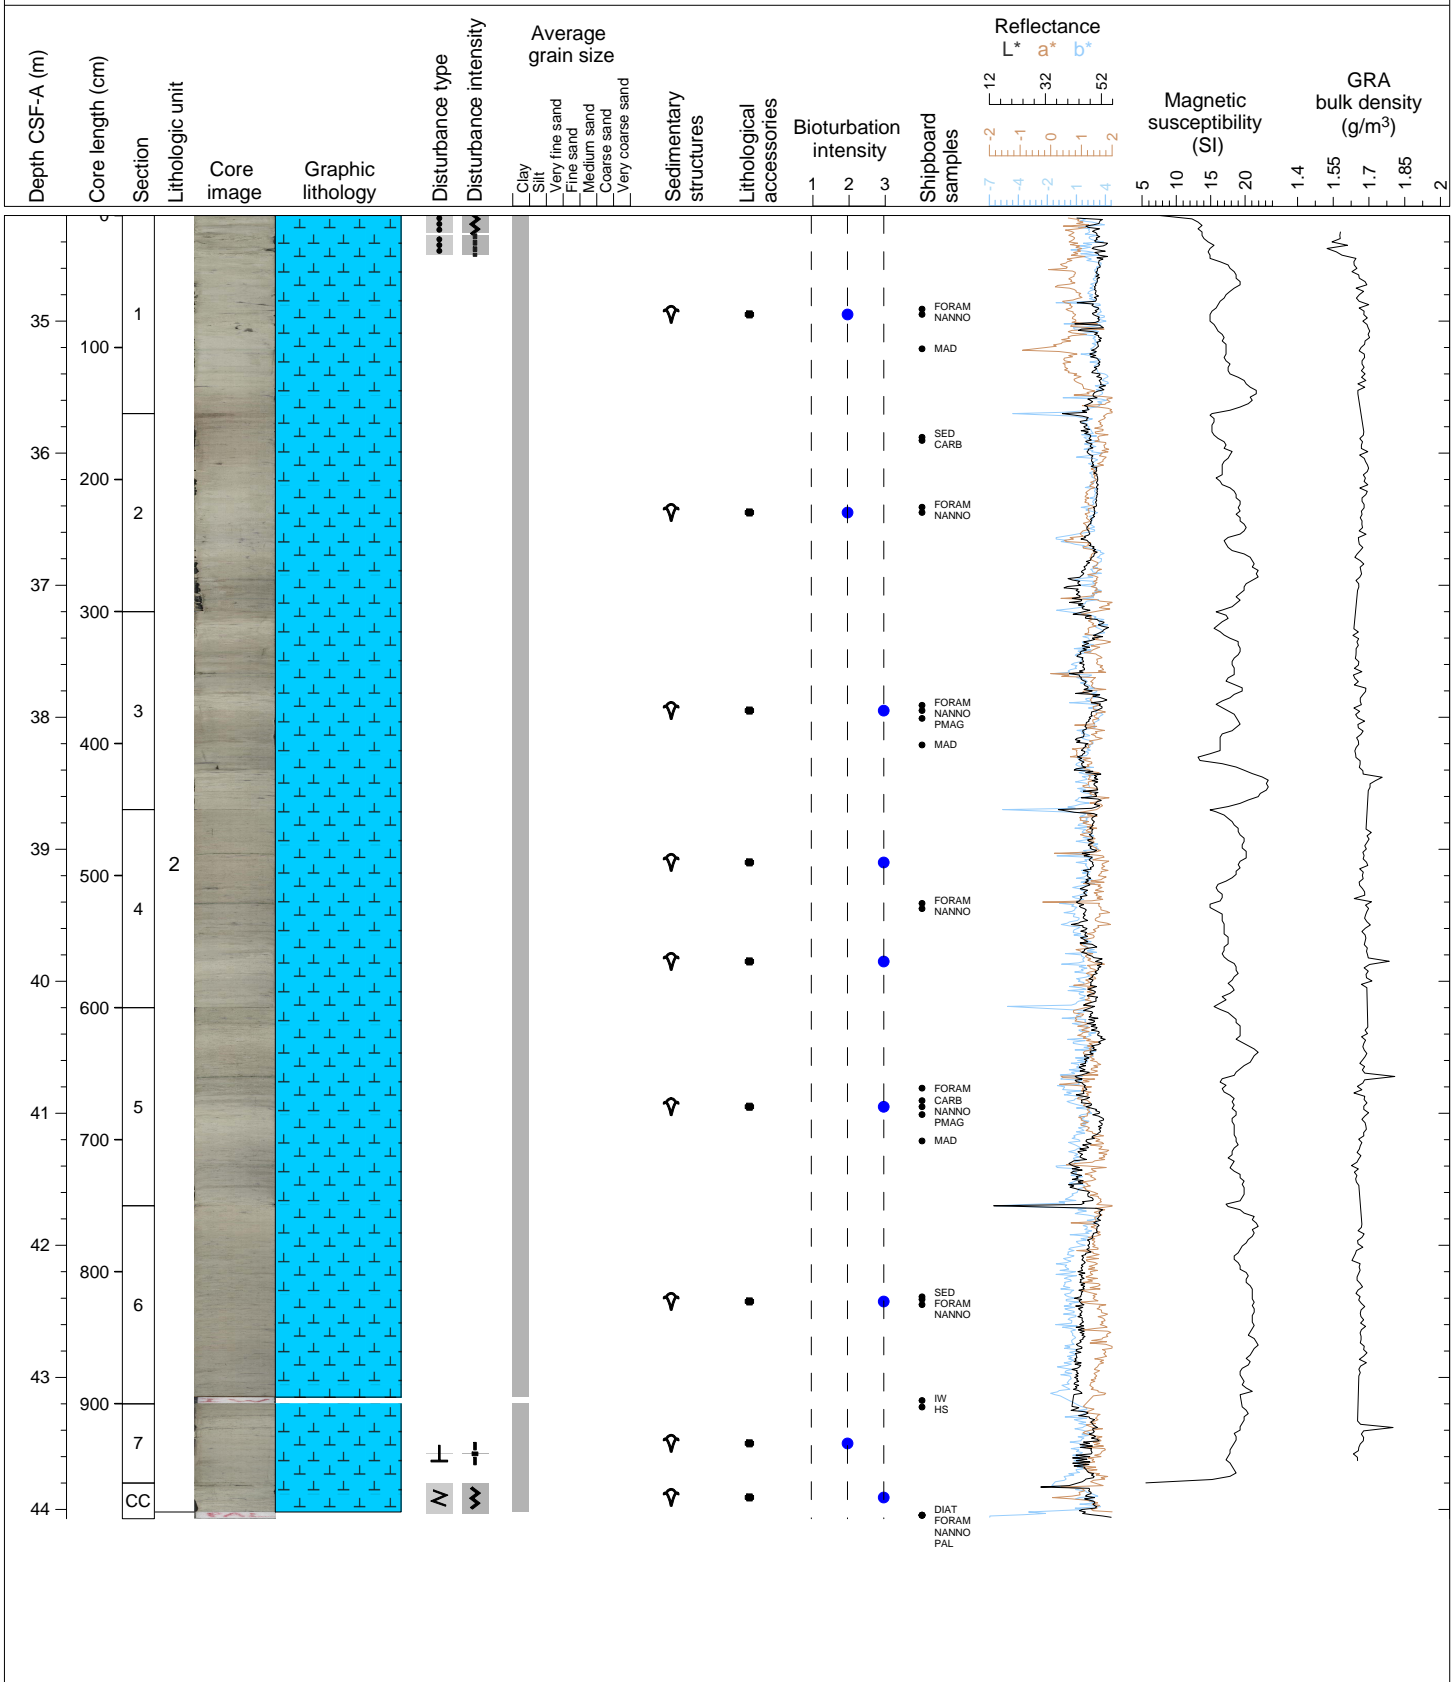 Depth CSF-A (m)
Core length (cm)
Section
Lithologic unit
Core
image
Graphic
lithology
Disturbance type
Disturbance intensity
Average
grain size
Clay
Silt
Very fine sand
Fine sand
Medium sand
Coarse sand
Very coarse sand
Sedimentary
structures
Lithological
accessories
Bioturbation
intensity
1 2 3
Shipboard
samples
Reflectance
L* a* b*
12 32 52
-2 -1 0 1 2
-7 -4 -2 1 4
Magnetic
susceptibility
(SI)
5 10 15 20
GRA
bulk density
(g/m³)
1.4 1.55 1.7 1.85 2
0
1
FORAM
35
NANNO
100
MAD
SED
36
CARB
200
2
FORAM
NANNO
37
300
3
FORAM
NANNO
38
PMAG
400
MAD
39
2
500
4
FORAM
NANNO
40
600
FORAM
CARB
41
5
NANNO
PMAG
700
MAD
42
800
6
SED
FORAM
NANNO
43
IW
900
HS
7
CC
44
DIAT
FORAM
NANNO
PAL